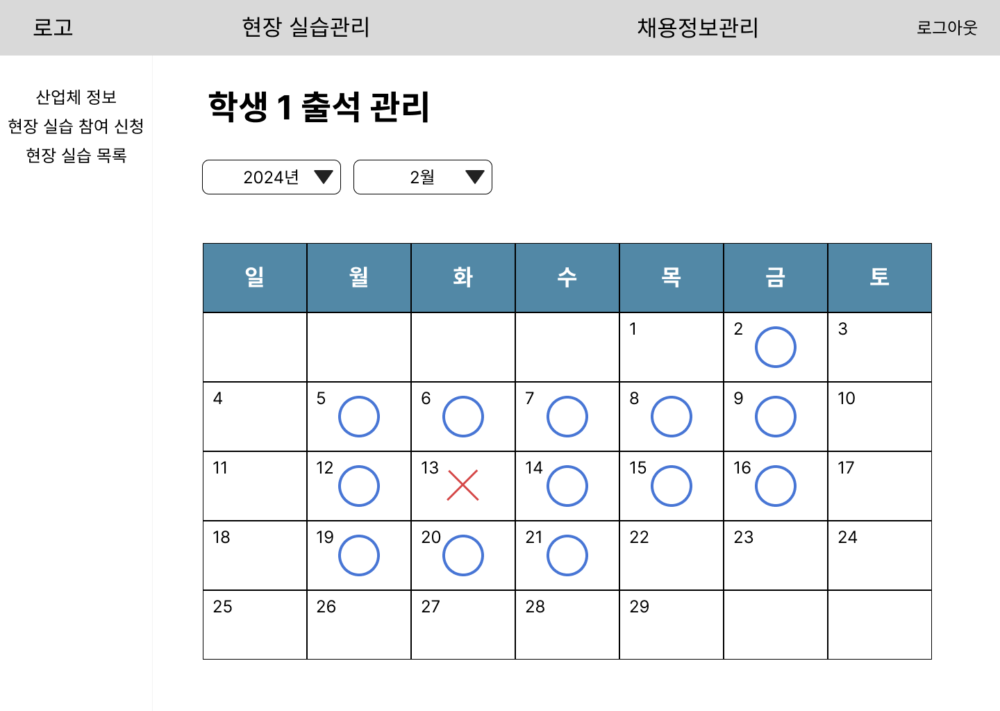 로고 현장 실습관리 채용정보관리 로그아웃
산업체 정보
현장 실습 참여 신청
현장 실습 목록
학생 1 출석 관리
2024년 2월
일 월 화 수 목 금 토
1 2 3
4 5 6 7 8 9 10
11 12 13 14 15 16 17
18 19 20 21 22 23 24
25 26 27 28 29